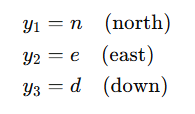 y₁ = n (north)
y₂ = e (east)
y₃ = d (down)